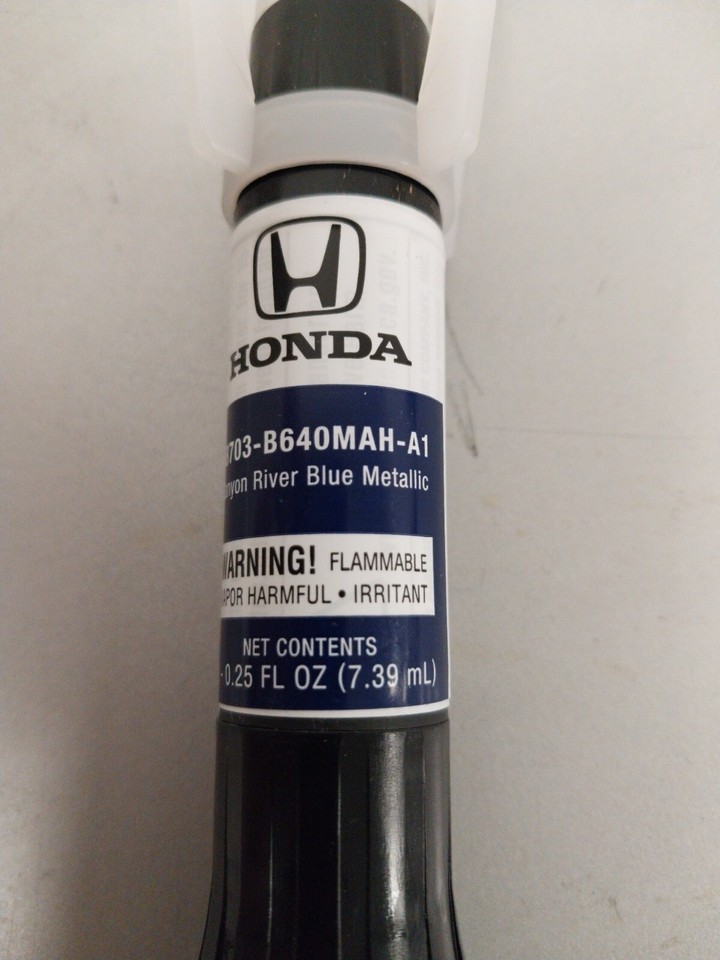 HONDA
703-B640MAH-A1
nyon River Blue Metallic
WARNING! FLAMMABLE
APOR HARMFUL • IRRITANT
NET CONTENTS
-0.25 FL OZ (7.39 mL)